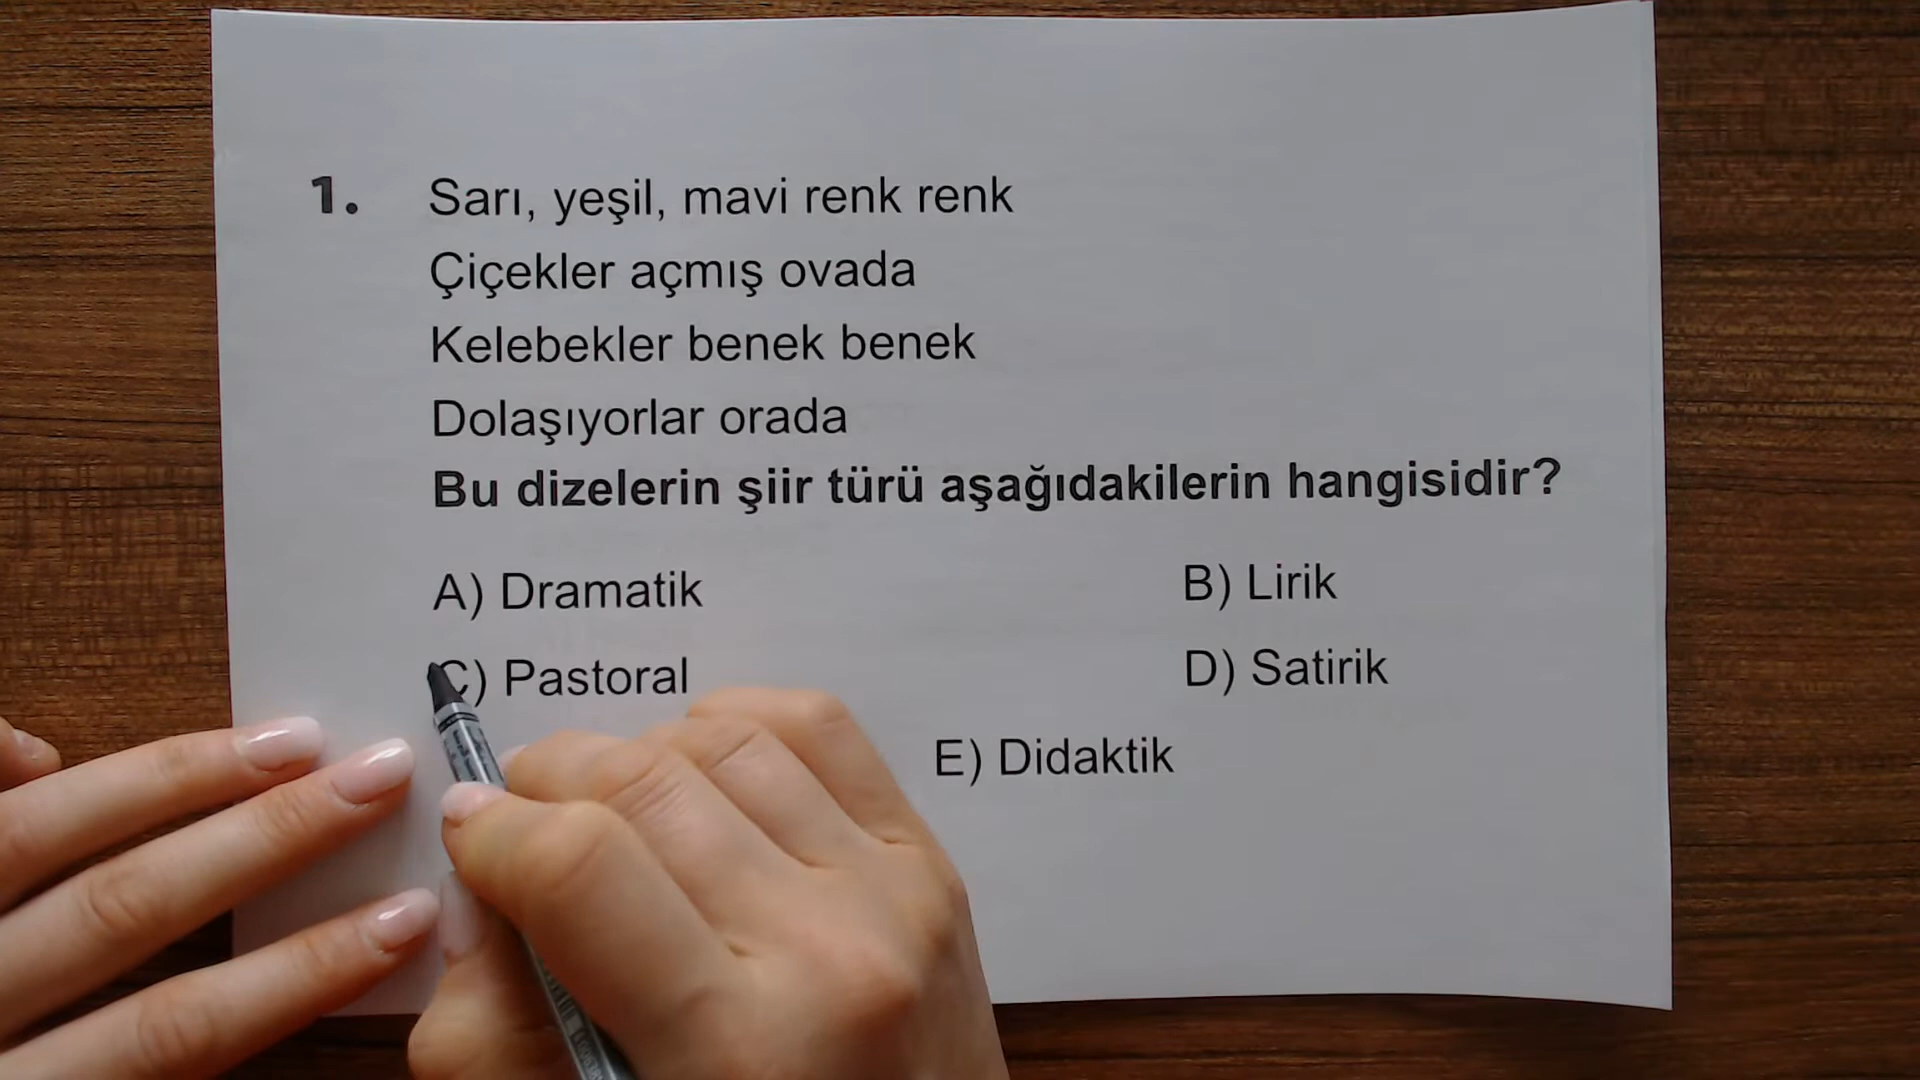 1. Sarı, yeşil, mavi renk renk
Çiçekler açmış ovada
Kelebekler benek benek
Dolaşıyorlar orada
Bu dizelerin şiir türü aşağıdakilerin hangisidir?
A) Dramatik B) Lirik
C) Pastoral D) Satirik
E) Didaktik